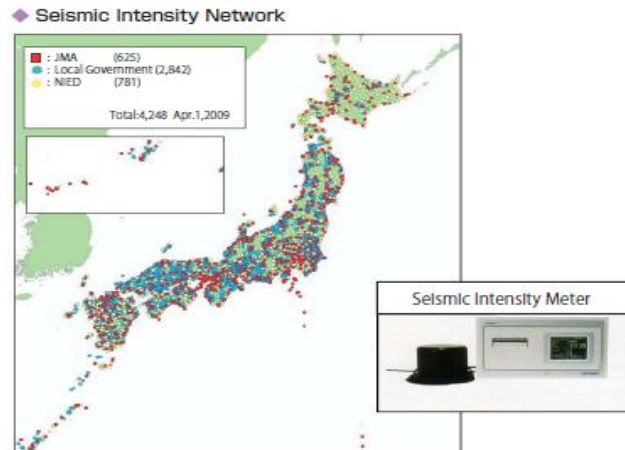 Seismic Intensity Network
: JMA (625)
: Local Government (2,842)
: NIED (781)
Total:4,248 Apr.1,2009
Seismic Intensity Meter